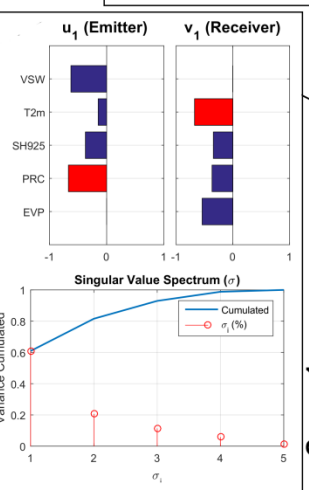 u1 (Emitter) v1 (Receiver)
VSW
T2m
SH925
PRC
EVP
-1 0 1 -1 0 1
Singular Value Spectrum (σ)
Variance Cumulated
1
0.8
0.6
0.4
0.2
0
Cumulated
σi (%)
1 2 3 4 5
σi